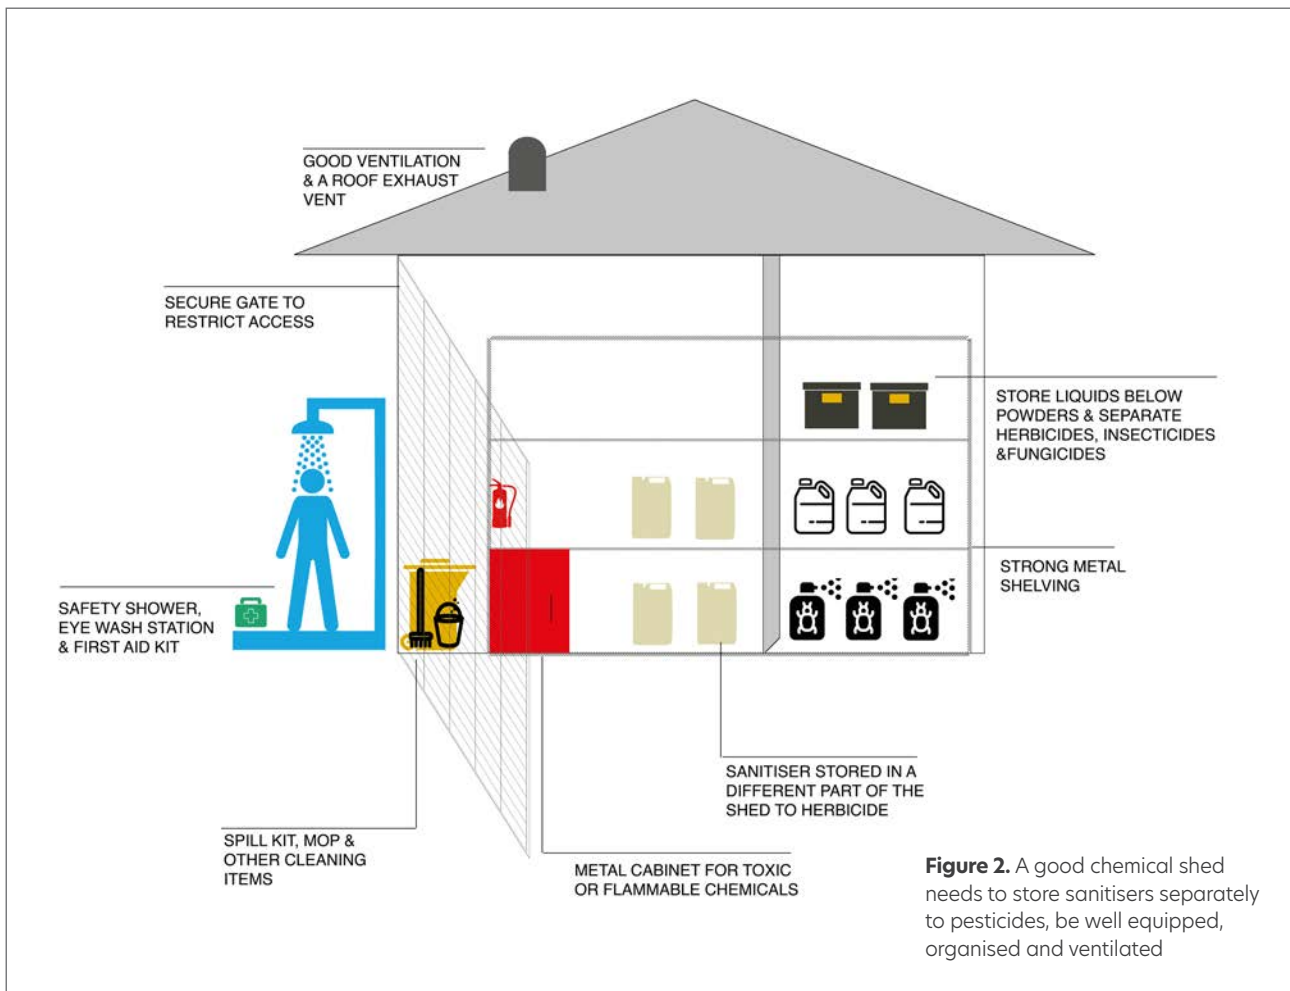 GOOD VENTILATION
& A ROOF EXHAUST
VENT
SECURE GATE TO
RESTRICT ACCESS
STORE LIQUIDS BELOW
POWDERS & SEPARATE
HERBICIDES, INSECTICIDES
&FUNGICIDES
STRONG METAL
SHELVING
SAFETY SHOWER,
EYE WASH STATION
& FIRST AID KIT
SANITISER STORED IN A
DIFFERENT PART OF THE
SHED TO HERBICIDE
SPILL KIT, MOP &
OTHER CLEANING
ITEMS
METAL CABINET FOR TOXIC
OR FLAMMABLE CHEMICALS
Figure 2. A good chemical shed
needs to store sanitisers separately
to pesticides, be well equipped,
organised and ventilated